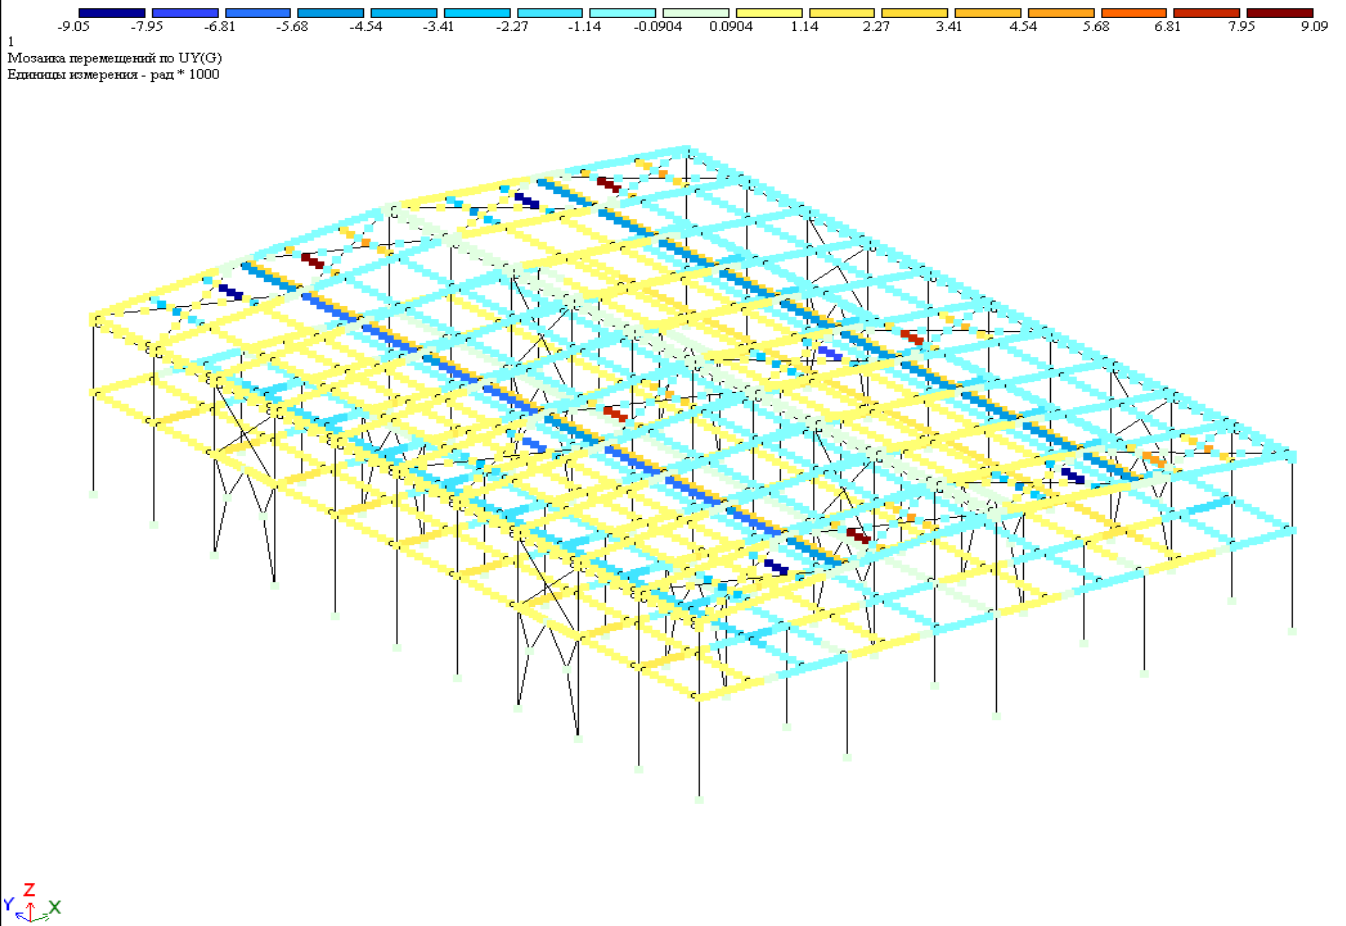 -9.05 -7.95 -6.81 -5.68 -4.54 -3.41 -2.27 -1.14 -0.0904 0.0904 1.14 2.27 3.41 4.54 5.68 6.81 7.95 9.09
1
Мозаика перемещений по UY(G)
Единицы измерения - рад * 1000
Z
Y X